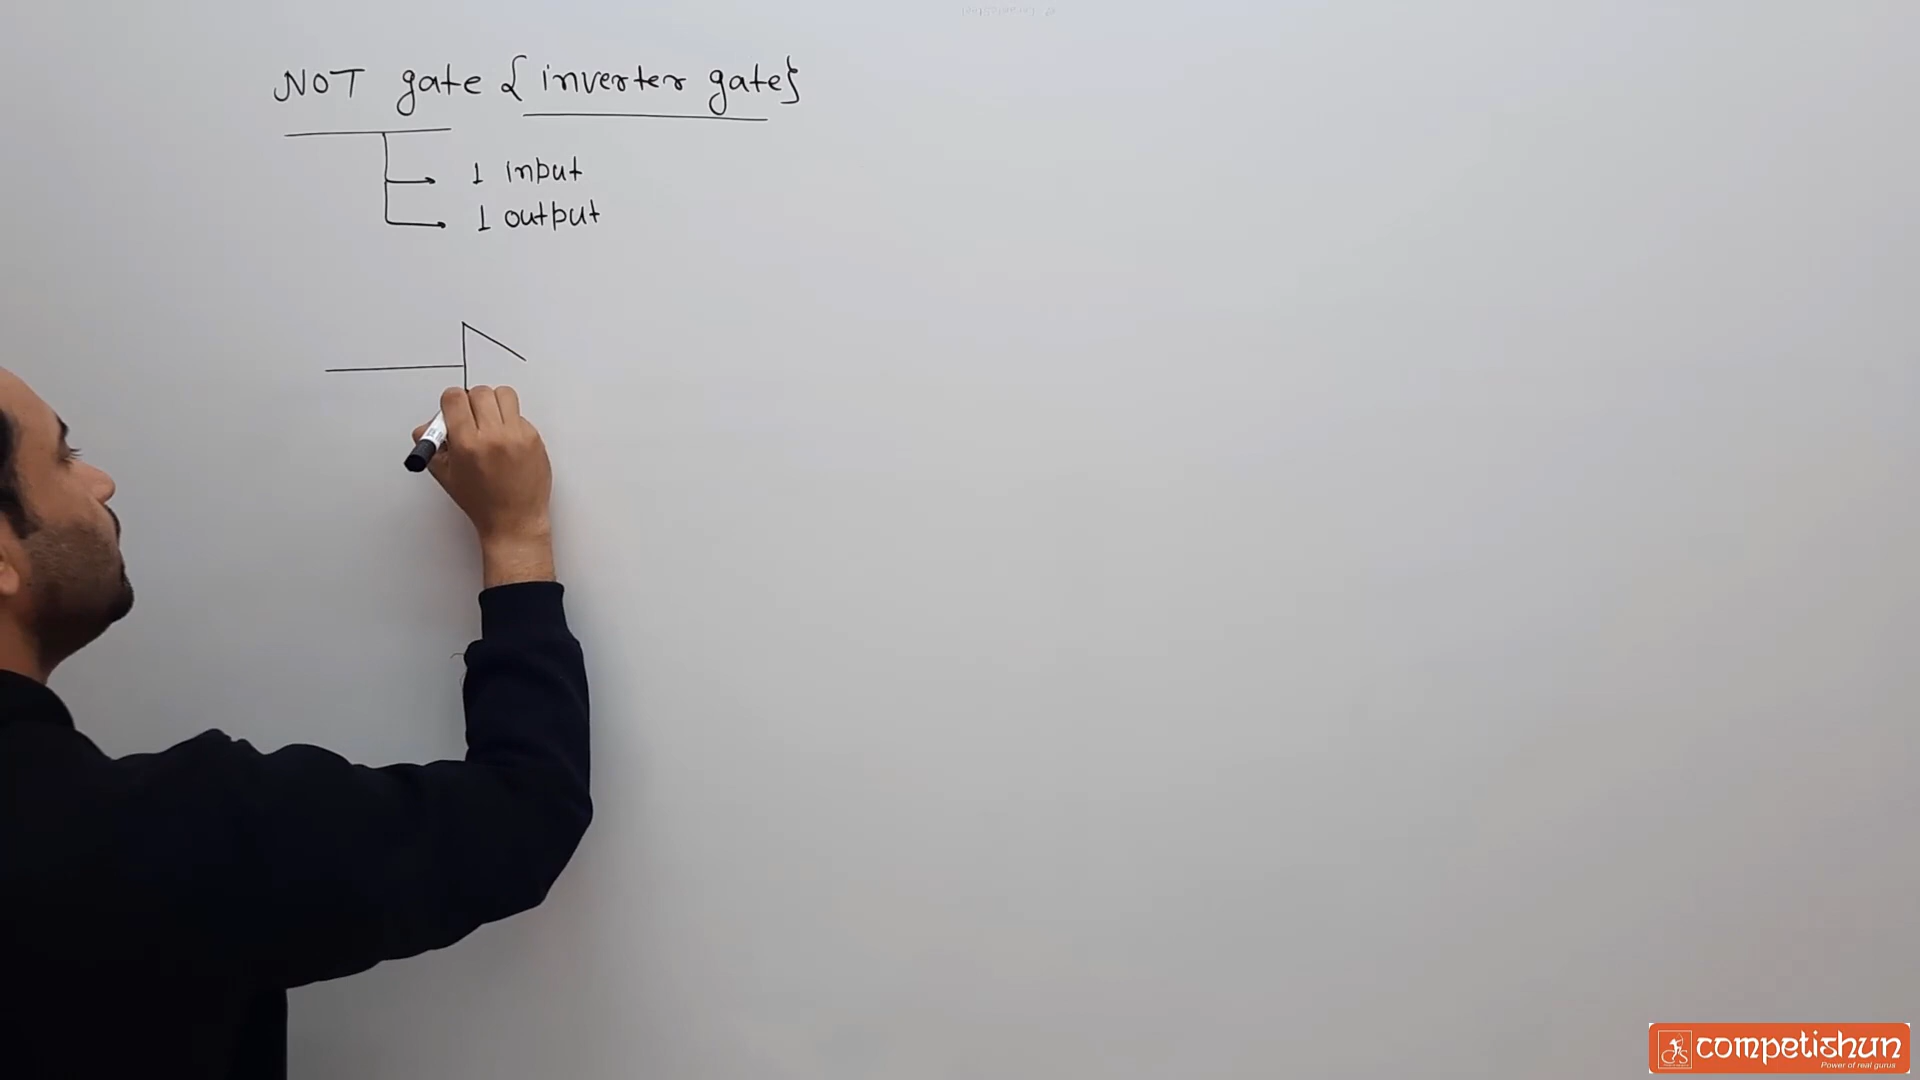 NOT gate { inverter gate}
1 input
1 output
competishun
Power of real gurus